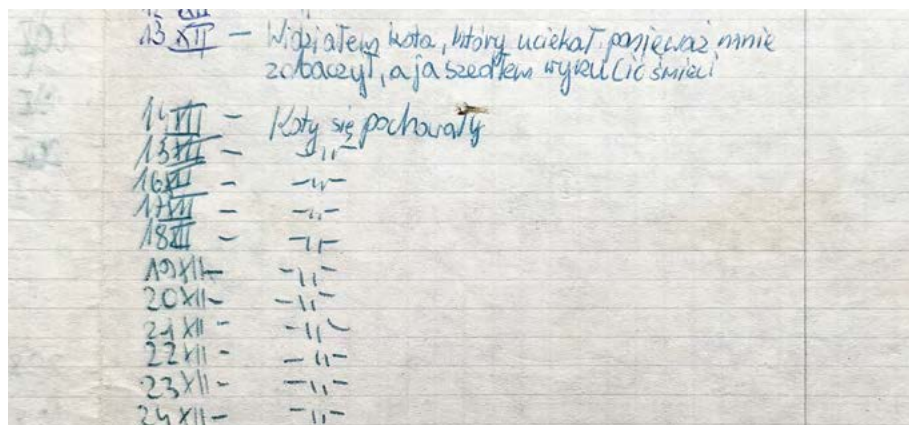 12 XII
13 XII – Widziałem kota, który uciekał ponieważ mnie
zobaczył, a ja szedłem wyrzucić śmieci
14 XII – Koty się pochowały
15 XII – –„–
16 XII – –„–
17 XII – –„–
18 XII – –„–
19 XII – –„–
20 XII – –„–
21 XII – –„–
22 XII – –„–
23 XII – –„–
24 XII – –„–